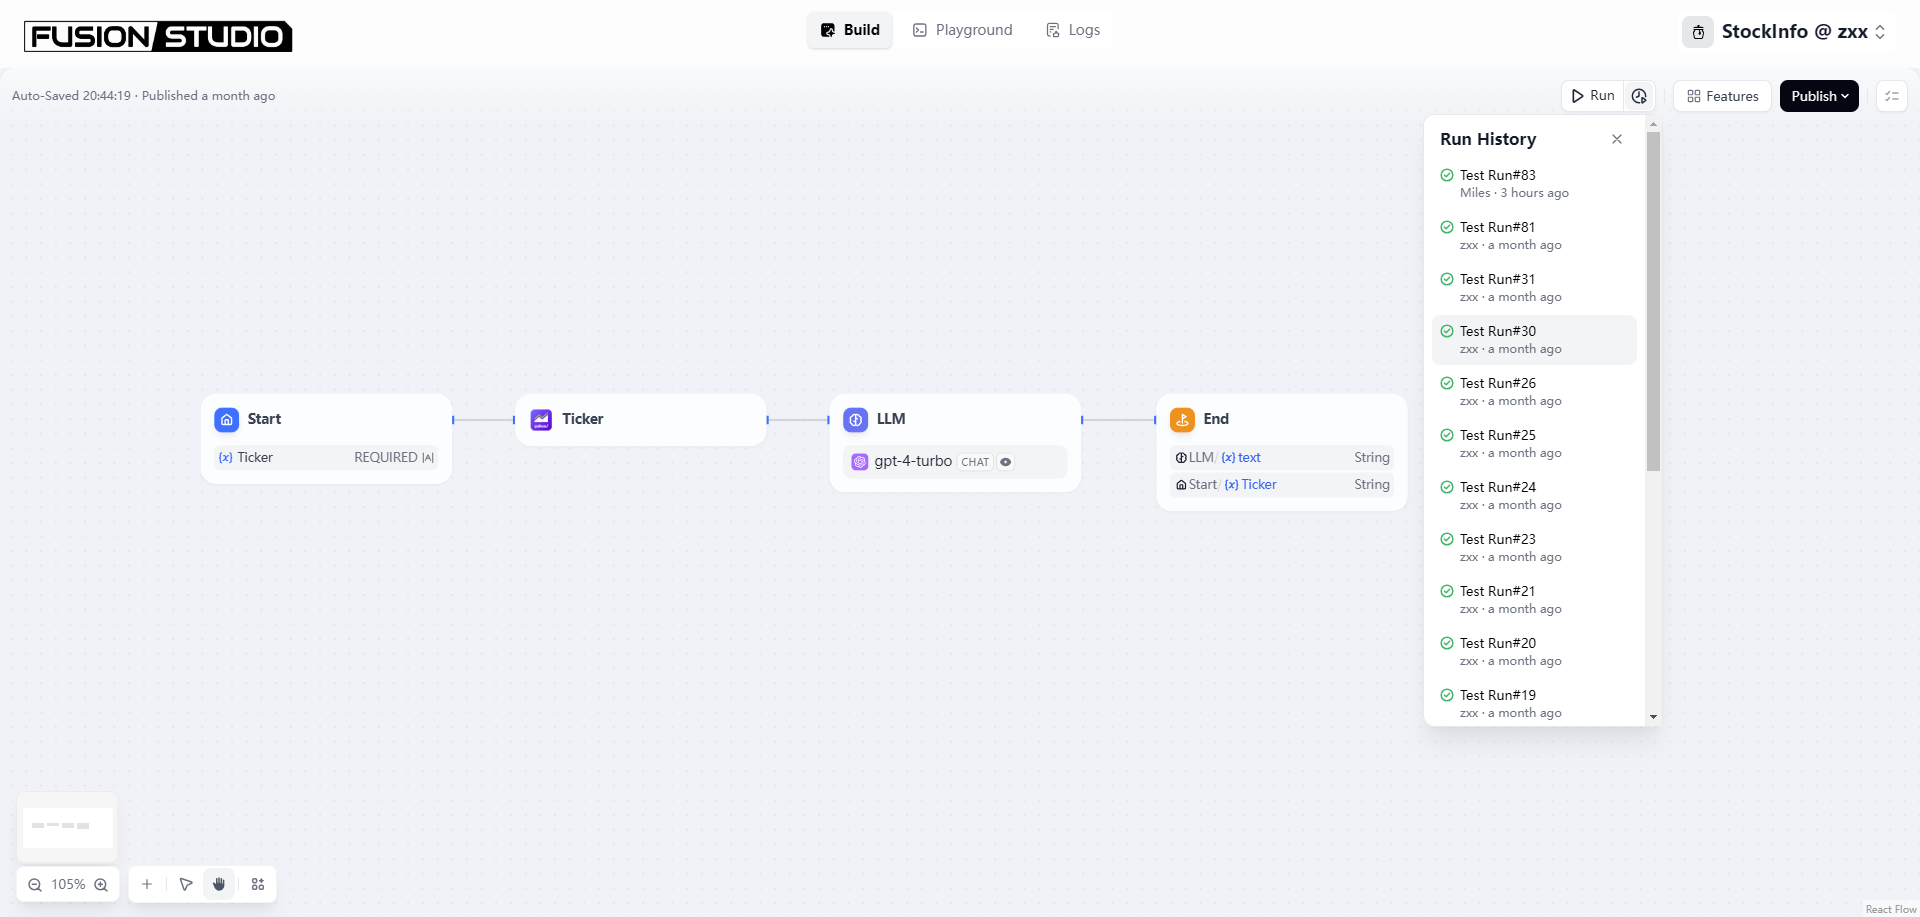 FUSION STUDIO
Build
Playground
Logs
StockInfo @ zxx
Auto-Saved 20:44:19 · Published a month ago
Run
Features
Publish
Run History
Test Run#83
Miles · 3 hours ago
Test Run#81
zxx · a month ago
Test Run#31
zxx · a month ago
Test Run#30
zxx · a month ago
Test Run#26
zxx · a month ago
Test Run#25
zxx · a month ago
Test Run#24
zxx · a month ago
Test Run#23
zxx · a month ago
Test Run#21
zxx · a month ago
Test Run#20
zxx · a month ago
Test Run#19
zxx · a month ago
Start
{x} Ticker REQUIRED |A|
Ticker
LLM
gpt-4-turbo CHAT
End
LLM/ {x} text String
Start/ {x} Ticker String
105%
React Flow